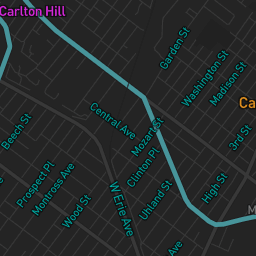 Carlton Hill
Garden St
Washington St
Madison St
Ca
Central Ave
Mozart St
3rd St
Beech St
Clinton Pl
Prospect Pl
Montross Ave
Wood St
W Erie Ave
Uhland St
High St
M
Ave